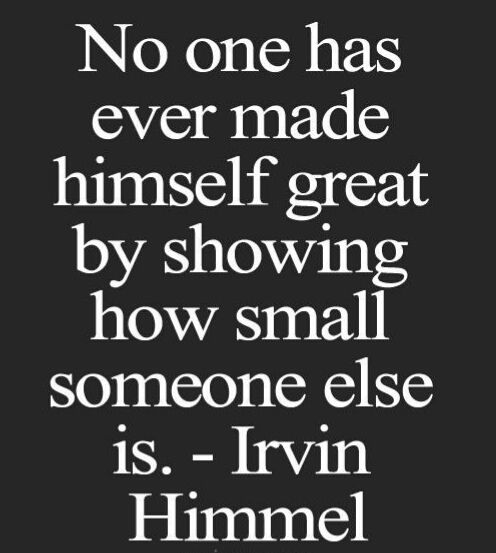 No one has
ever made
himself great
by showing
how small
someone else
is. - Irvin
Himmel